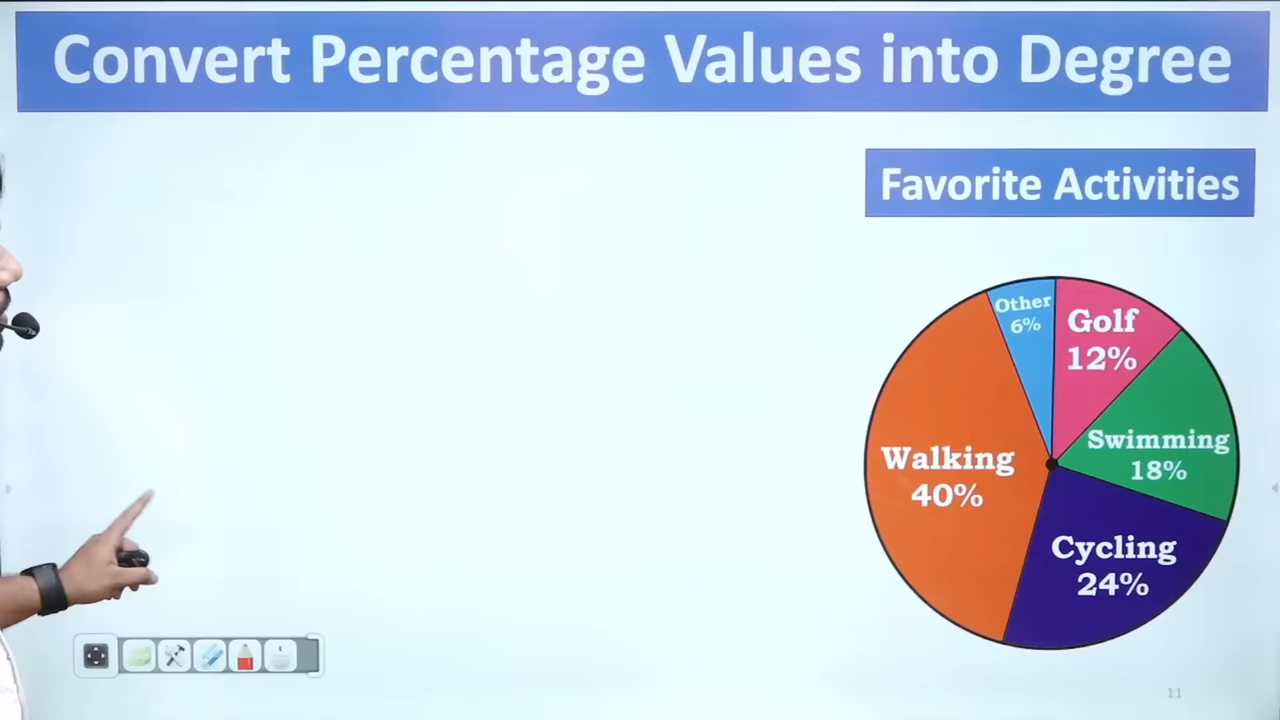 Convert Percentage Values into Degree
Favorite Activities
Other
6%
Golf
12%
Swimming
18%
Walking
40%
Cycling
24%
11